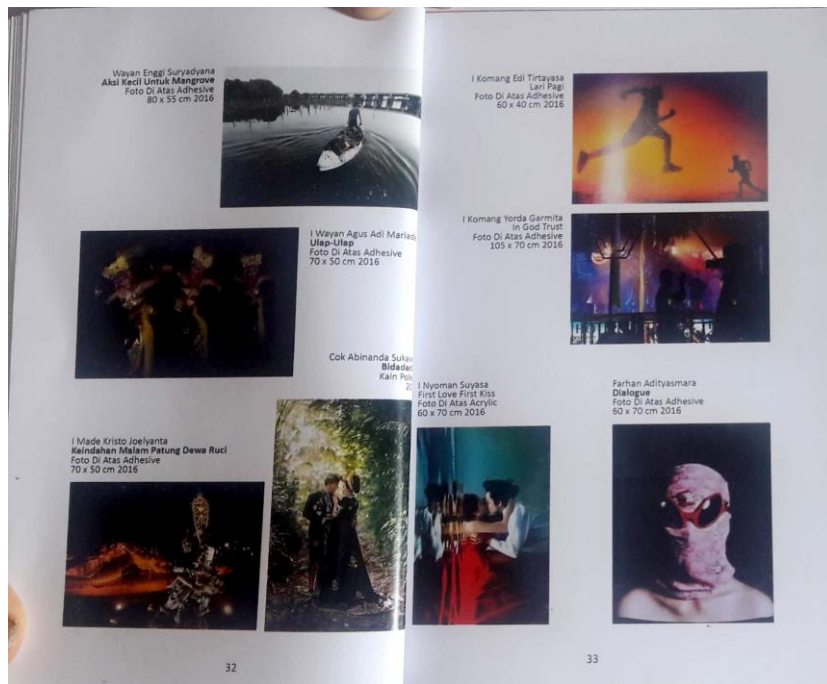 Wayan Enggi Suryadyana
Aksi Kecil Untuk Mangrove
Foto Di Atas Adhesive
80 x 55 cm 2016
I Wayan Agus Adi
Ulap-Ulap
Foto Di Atas Adhesive
70 x 50 cm 2016
Cok Abinanda
Kain
I Made Kristo Joelyanta
Keindahan Malam Patung Dewa Ruci
Foto Di Atas Adhesive
70 x 50 cm 2016
32
I Komang Edi Tirtayasa
Lari Pagi
Foto Di Atas Adhesive
60 x 40 cm 2016
I Komang Yorda Garmita
In God Trust
Foto Di Atas Adhesive
105 x 70 cm 2016
I Nyoman Suyasa
First Love First Kiss
Foto Di Atas Acrylic
60 x 70 cm 2016
Farhan Adityasmara
Dialogue
Foto Di Atas Adhesive
60 x 70 cm 2016
33